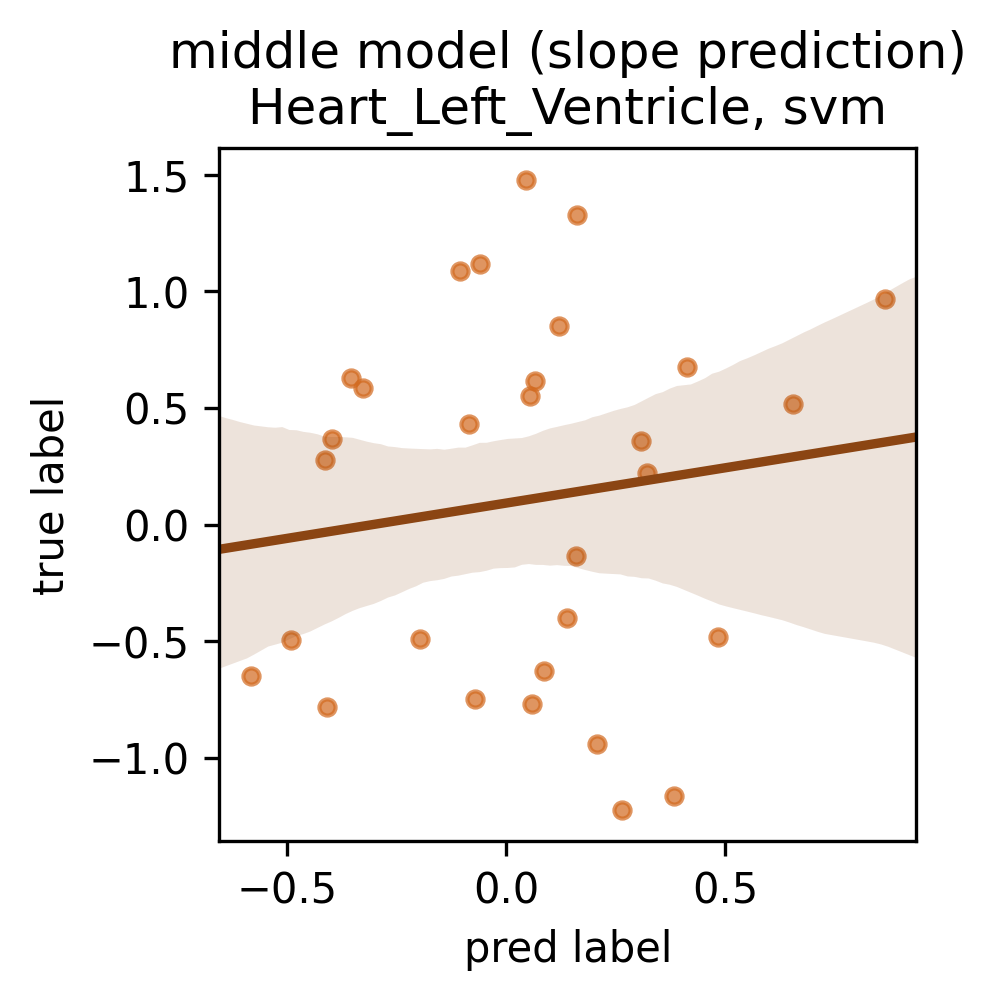 middle model (slope prediction)
Heart_Left_Ventricle, svm
1.5
1.0
0.5
0.0
−0.5
−1.0
true label
−0.5
0.0
0.5
pred label